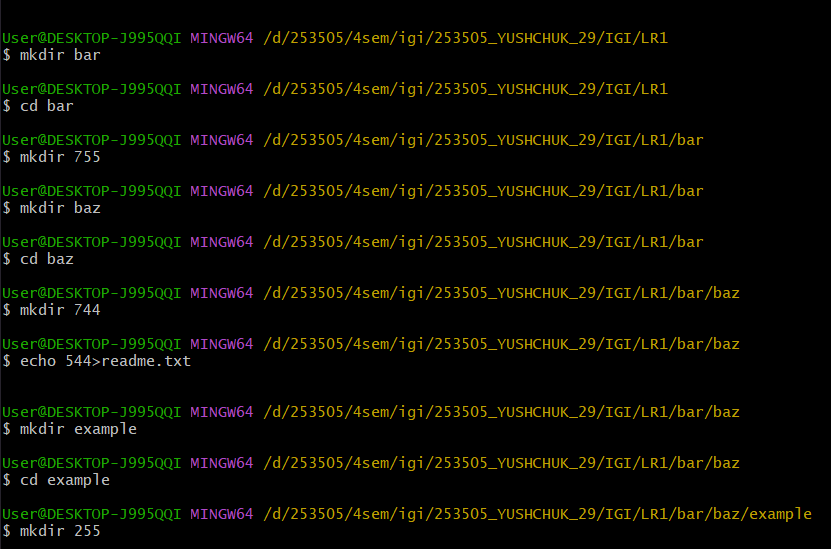 User@DESKTOP-J995QQI MINGW64 /d/253505/4sem/igi/253505_YUSHCHUK_29/IGI/LR1
$ mkdir bar
User@DESKTOP-J995QQI MINGW64 /d/253505/4sem/igi/253505_YUSHCHUK_29/IGI/LR1
$ cd bar
User@DESKTOP-J995QQI MINGW64 /d/253505/4sem/igi/253505_YUSHCHUK_29/IGI/LR1/bar
$ mkdir 755
User@DESKTOP-J995QQI MINGW64 /d/253505/4sem/igi/253505_YUSHCHUK_29/IGI/LR1/bar
$ mkdir baz
User@DESKTOP-J995QQI MINGW64 /d/253505/4sem/igi/253505_YUSHCHUK_29/IGI/LR1/bar
$ cd baz
User@DESKTOP-J995QQI MINGW64 /d/253505/4sem/igi/253505_YUSHCHUK_29/IGI/LR1/bar/baz
$ mkdir 744
User@DESKTOP-J995QQI MINGW64 /d/253505/4sem/igi/253505_YUSHCHUK_29/IGI/LR1/bar/baz
$ echo 544>readme.txt
User@DESKTOP-J995QQI MINGW64 /d/253505/4sem/igi/253505_YUSHCHUK_29/IGI/LR1/bar/baz
$ mkdir example
User@DESKTOP-J995QQI MINGW64 /d/253505/4sem/igi/253505_YUSHCHUK_29/IGI/LR1/bar/baz
$ cd example
User@DESKTOP-J995QQI MINGW64 /d/253505/4sem/igi/253505_YUSHCHUK_29/IGI/LR1/bar/baz/example
$ mkdir 255